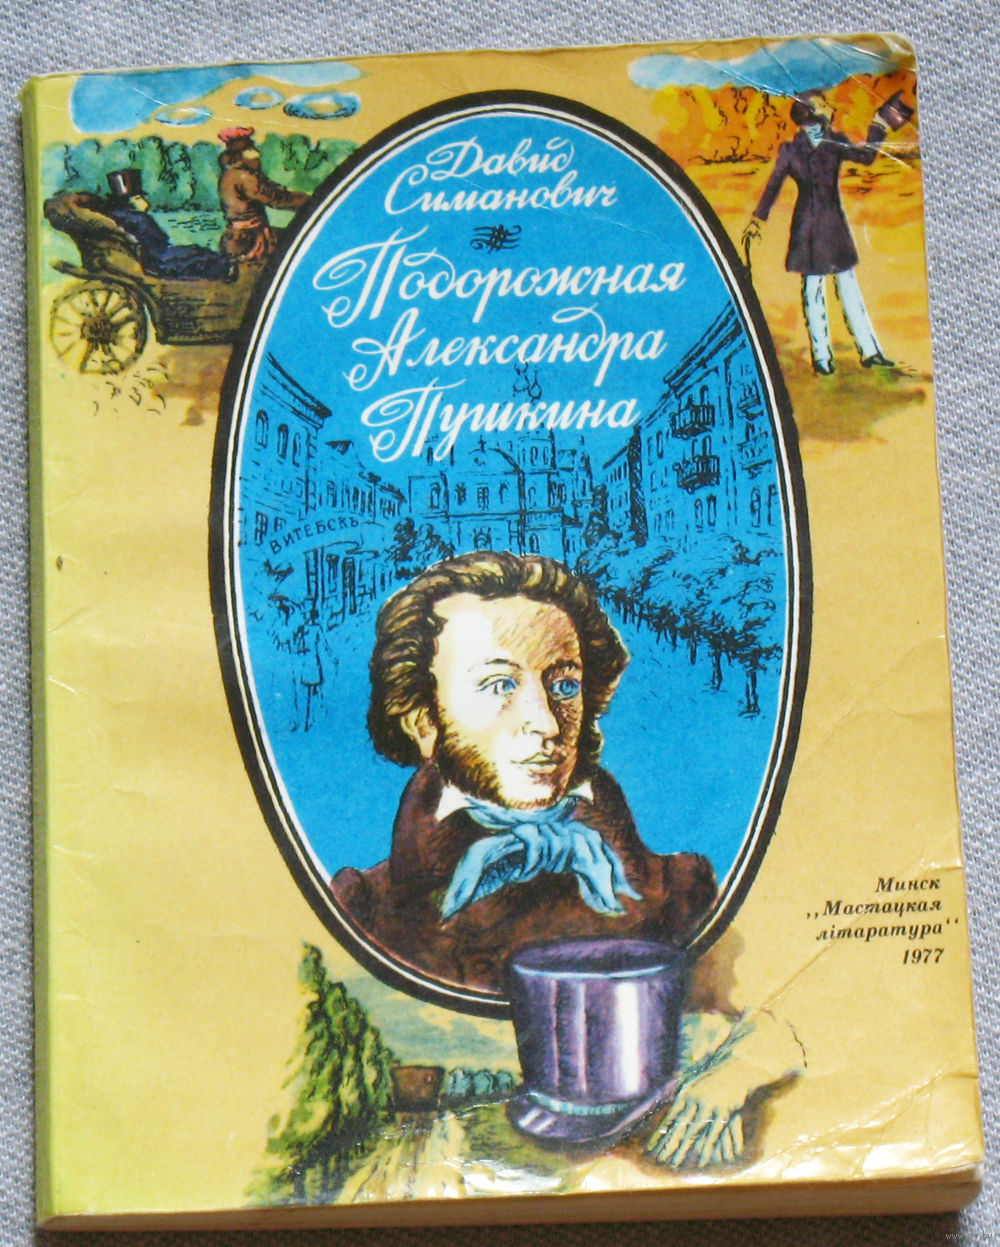 Давид
Симанович
Подорожная
Александра
Пушкина
ВИТЕБСКЪ
Минск
„Мастацкая
літаратура“
1977